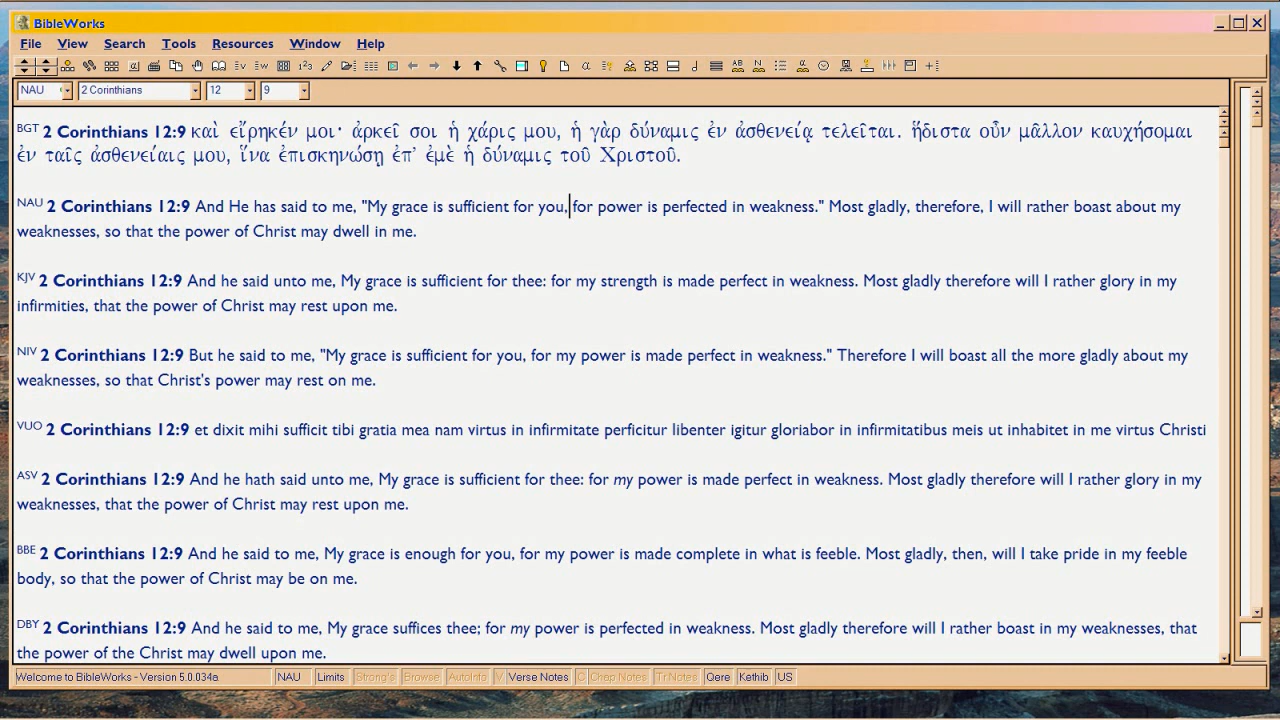 BibleWorks
File View Search Tools Resources Window Help
NAU 2 Corinthians 12 9
BGT 2 Corinthians 12:9 καὶ εἴρηκέν μοι· ἀρκεῖ σοι ἡ χάρις μου, ἡ γὰρ δύναμις ἐν ἀσθενείᾳ τελεῖται. ἥδιστα οὖν μᾶλλον καυχήσομαι
ἐν ταῖς ἀσθενείαις μου, ἵνα ἐπισκηνώσῃ ἐπ' ἐμὲ ἡ δύναμις τοῦ Χριστοῦ.
NAU 2 Corinthians 12:9 And He has said to me, "My grace is sufficient for you, for power is perfected in weakness." Most gladly, therefore, I will rather boast about my
weaknesses, so that the power of Christ may dwell in me.
KJV 2 Corinthians 12:9 And he said unto me, My grace is sufficient for thee: for my strength is made perfect in weakness. Most gladly therefore will I rather glory in my
infirmities, that the power of Christ may rest upon me.
NIV 2 Corinthians 12:9 But he said to me, "My grace is sufficient for you, for my power is made perfect in weakness." Therefore I will boast all the more gladly about my
weaknesses, so that Christ's power may rest on me.
VUO 2 Corinthians 12:9 et dixit mihi sufficit tibi gratia mea nam virtus in infirmitate perficitur libenter igitur gloriabor in infirmitatibus meis ut inhabitet in me virtus Christi
ASV 2 Corinthians 12:9 And he hath said unto me, My grace is sufficient for thee: for my power is made perfect in weakness. Most gladly therefore will I rather glory in my
weaknesses, that the power of Christ may rest upon me.
BBE 2 Corinthians 12:9 And he said to me, My grace is enough for you, for my power is made complete in what is feeble. Most gladly, then, will I take pride in my feeble
body, so that the power of Christ may be on me.
DBY 2 Corinthians 12:9 And he said to me, My grace suffices thee; for my power is perfected in weakness. Most gladly therefore will I rather boast in my weaknesses, that
the power of the Christ may dwell upon me.
Welcome to BibleWorks - Version 5.0.034a NAU Limits Strong's Browse AutoInfo V Verse Notes C Chap Notes Tr.Notes Qere Kethib US